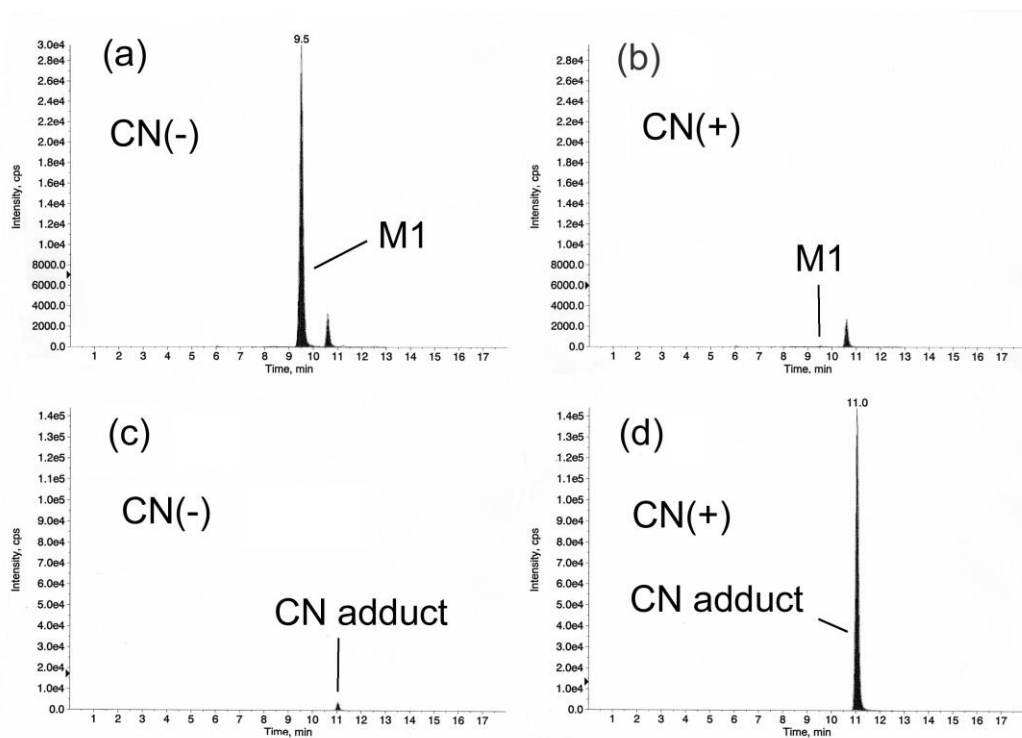 (a)
CN(-)
9.5
M1
Intensity, cps
3.0e4
2.8e4
2.6e4
2.4e4
2.2e4
2.0e4
1.8e4
1.6e4
1.4e4
1.2e4
1.0e4
8000.0
6000.0
4000.0
2000.0
0.0
1 2 3 4 5 6 7 8 9 10 11 12 13 14 15 16 17
Time, min
(b)
CN(+)
M1
Intensity, cps
3.0e4
2.8e4
2.6e4
2.4e4
2.2e4
2.0e4
1.8e4
1.6e4
1.4e4
1.2e4
1.0e4
8000.0
6000.0
4000.0
2000.0
0.0
1 2 3 4 5 6 7 8 9 10 11 12 13 14 15 16 17
Time, min
(c)
CN(-)
CN adduct
Intensity, cps
1.4e5
1.3e5
1.2e5
1.1e5
1.0e5
9.0e4
8.0e4
7.0e4
6.0e4
5.0e4
4.0e4
3.0e4
2.0e4
1.0e4
0.0
1 2 3 4 5 6 7 8 9 10 11 12 13 14 15 16 17
Time, min
(d)
CN(+)
11.0
CN adduct
Intensity, cps
1.4e5
1.3e5
1.2e5
1.1e5
1.0e5
9.0e4
8.0e4
7.0e4
6.0e4
5.0e4
4.0e4
3.0e4
2.0e4
1.0e4
0.0
1 2 3 4 5 6 7 8 9 10 11 12 13 14 15 16 17
Time, min